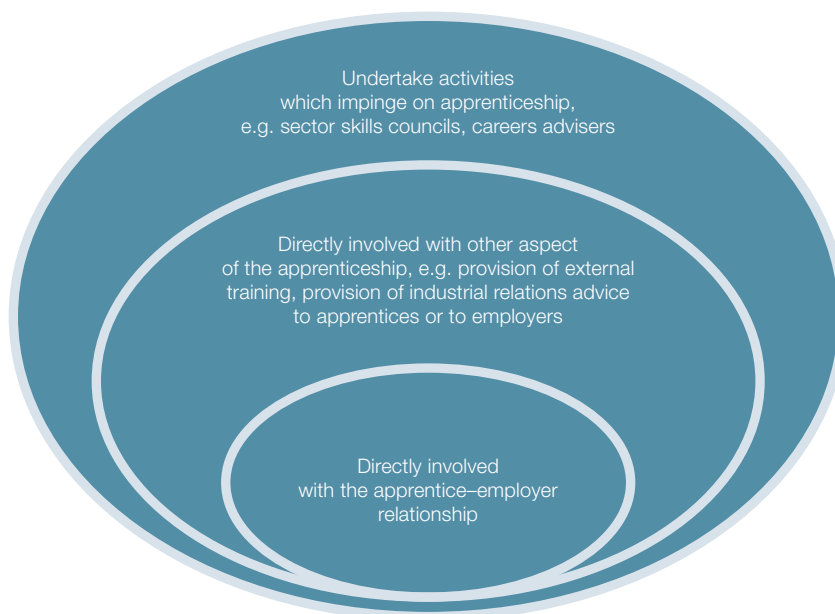 Undertake activities
which impinge on apprenticeship,
e.g. sector skills councils, careers advisers
Directly involved with other aspect
of the apprenticeship, e.g. provision of external
training, provision of industrial relations advice
to apprentices or to employers
Directly involved
with the apprentice–employer
relationship